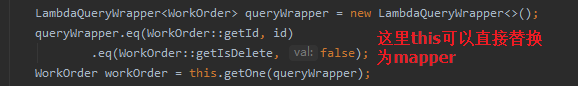 LambdaQueryWrapper<WorkOrder> queryWrapper = new LambdaQueryWrapper<>();
queryWrapper.eq(WorkOrder::getId, id)
.eq(WorkOrder::getIsDelete, val: false);
WorkOrder workOrder = this.getOne(queryWrapper);
这里this可以直接替换
为mapper